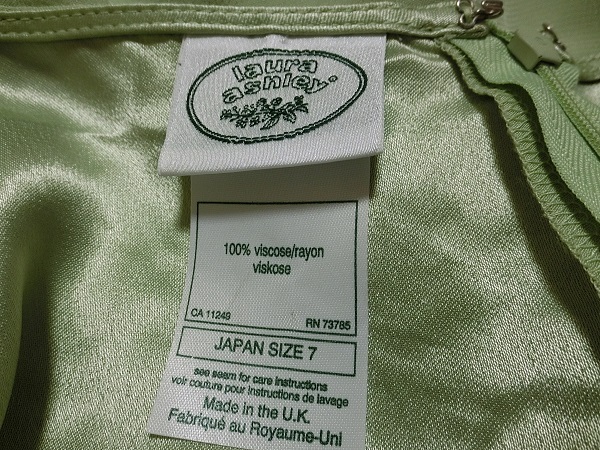 laura
ashley®
100% viscose/rayon
viskose
CA 11249 RN 73785
JAPAN SIZE 7
see seam for care instructions
voir couture pour instructions de lavage
Made in the U.K.
Fabriqué au Royaume-Uni